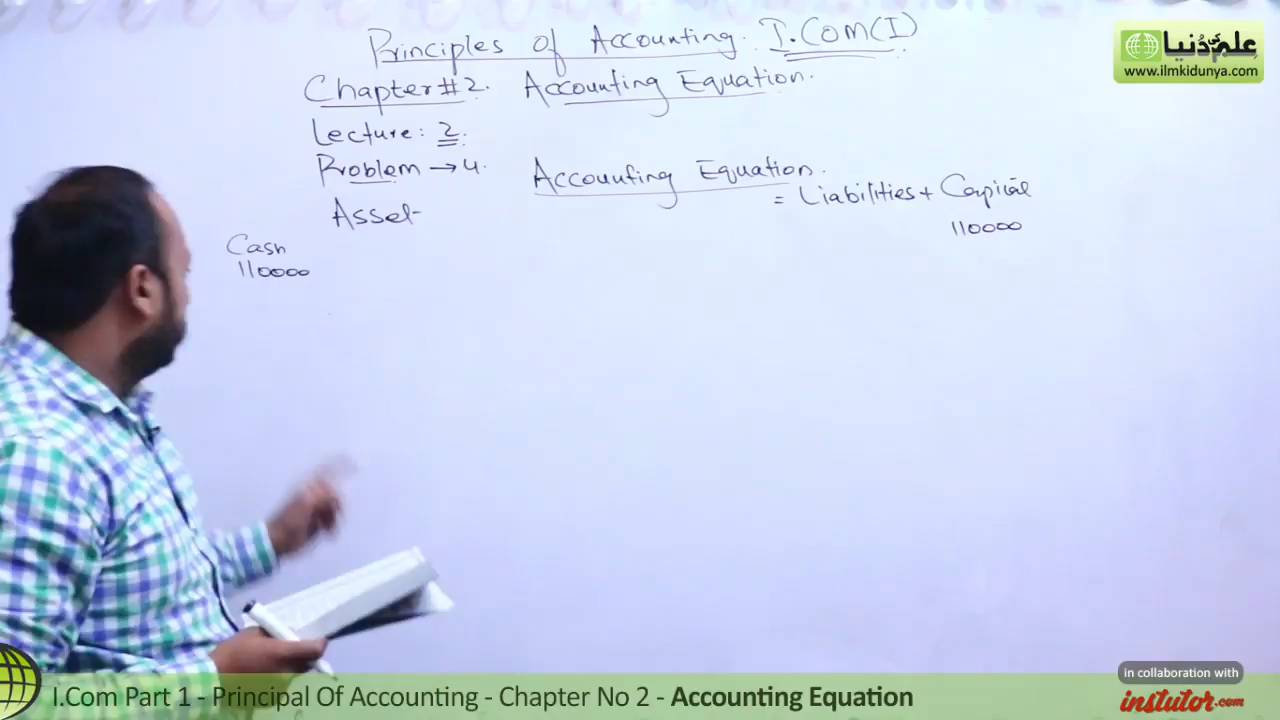 Principles of Accounting. I.COM(I)
Chapter#2. Accounting Equation.
Lecture: 2.
Problem → 4. Accounting Equation.
Asset = Liabilities + Capital
Cash
110000 110000
علم کی دُنیا
www.ilmkidunya.com
in collaboration with
instutor.com
I.Com Part 1 - Principal Of Accounting - Chapter No 2 - Accounting Equation